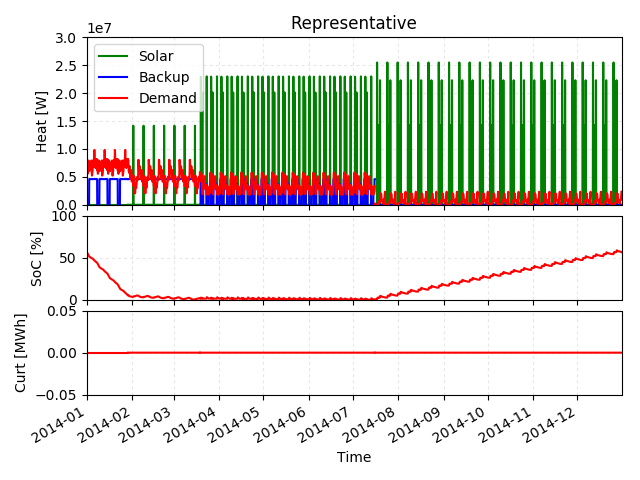 Representative
1e7
3.0
2.5
2.0
1.5
1.0
0.5
0.0
Heat [W]
Solar
Backup
Demand
100
50
0
SoC [%]
0.05
0.00
−0.05
Curt [MWh]
2014-01
2014-02
2014-03
2014-04
2014-05
2014-06
2014-07
2014-08
2014-09
2014-10
2014-11
2014-12
Time